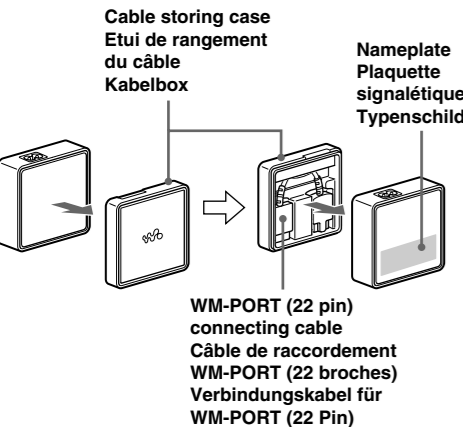 Cable storing case
Etui de rangement
du câble
Kabelbox
Nameplate
Plaquette
signalétique
Typenschild
WM-PORT (22 pin)
connecting cable
Câble de raccordement
WM-PORT (22 broches)
Verbindungskabel für
WM-PORT (22 Pin)